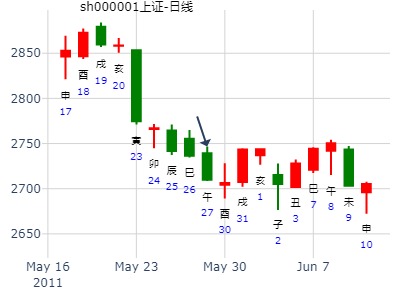 sh000001上证-日线
2850
2800
2750
2700
2650
申
17
酉
18
戌
19
亥
20
寅
23
卯
24
辰
25
巳
26
午
27
酉
30
戌
31
亥
1
子
2
丑
3
巳
7
午
8
未
9
申
10
May 16
2011
May 23
May 30
Jun 7